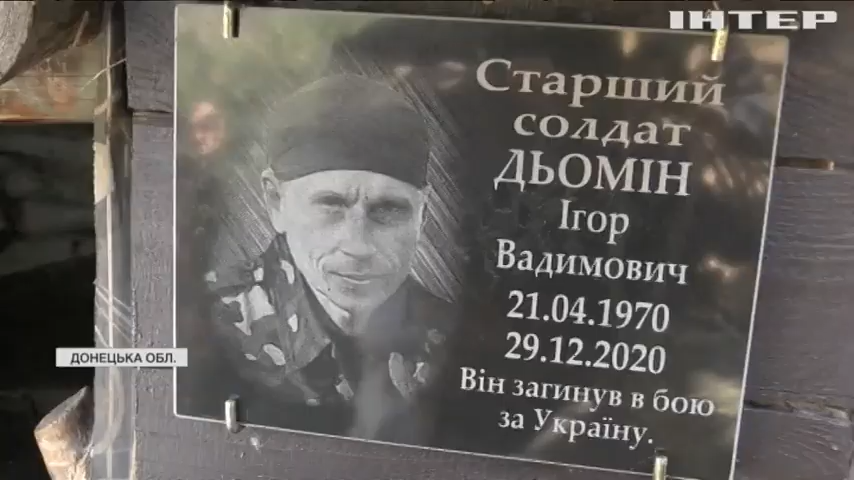 ІНТЕР
Старший
солдат
ДЬОМІН
Ігор
Вадимович
21.04.1970
29.12.2020
Він загинув в бою
за Україну.
ДОНЕЦЬКА ОБЛ.